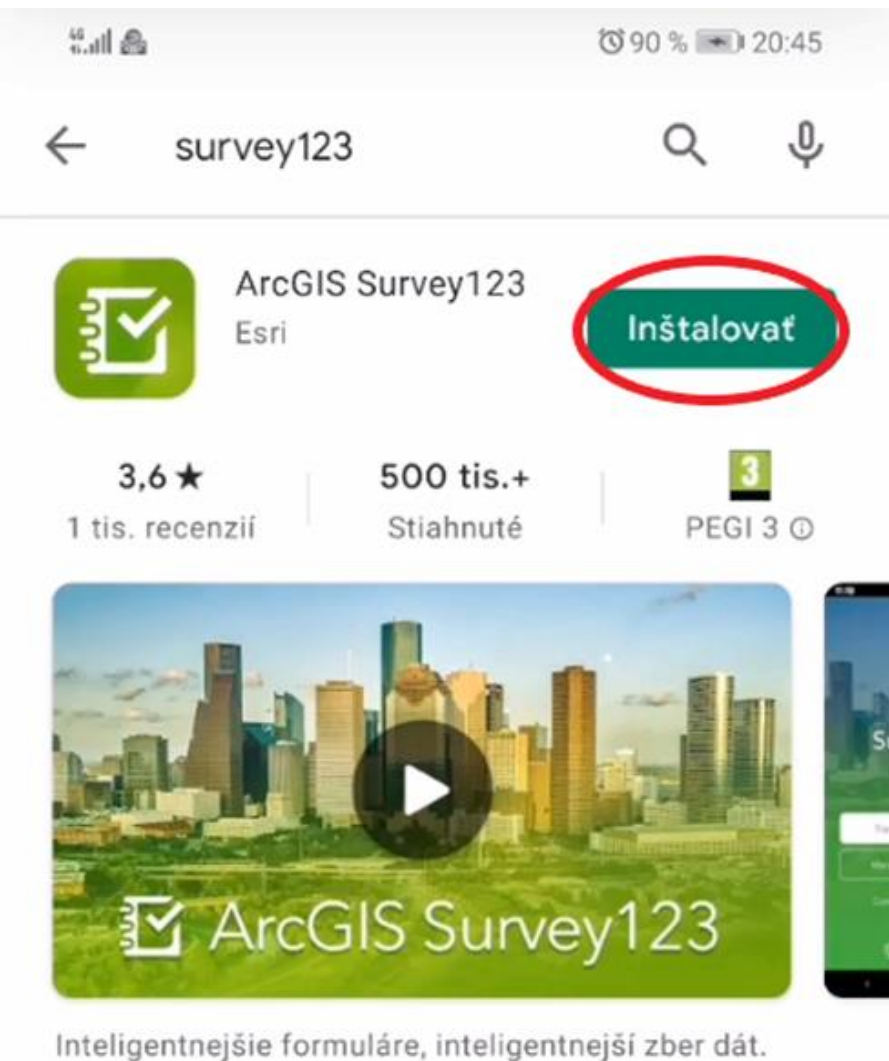 4G
90 % 20:45
survey123
ArcGIS Survey123
Esri
Inštalovať
3,6 ★
500 tis.+
3
1 tis. recenzií
Stiahnuté
PEGI 3
ArcGIS Survey123
Inteligentnejšie formuláre, inteligentnejší zber dát.